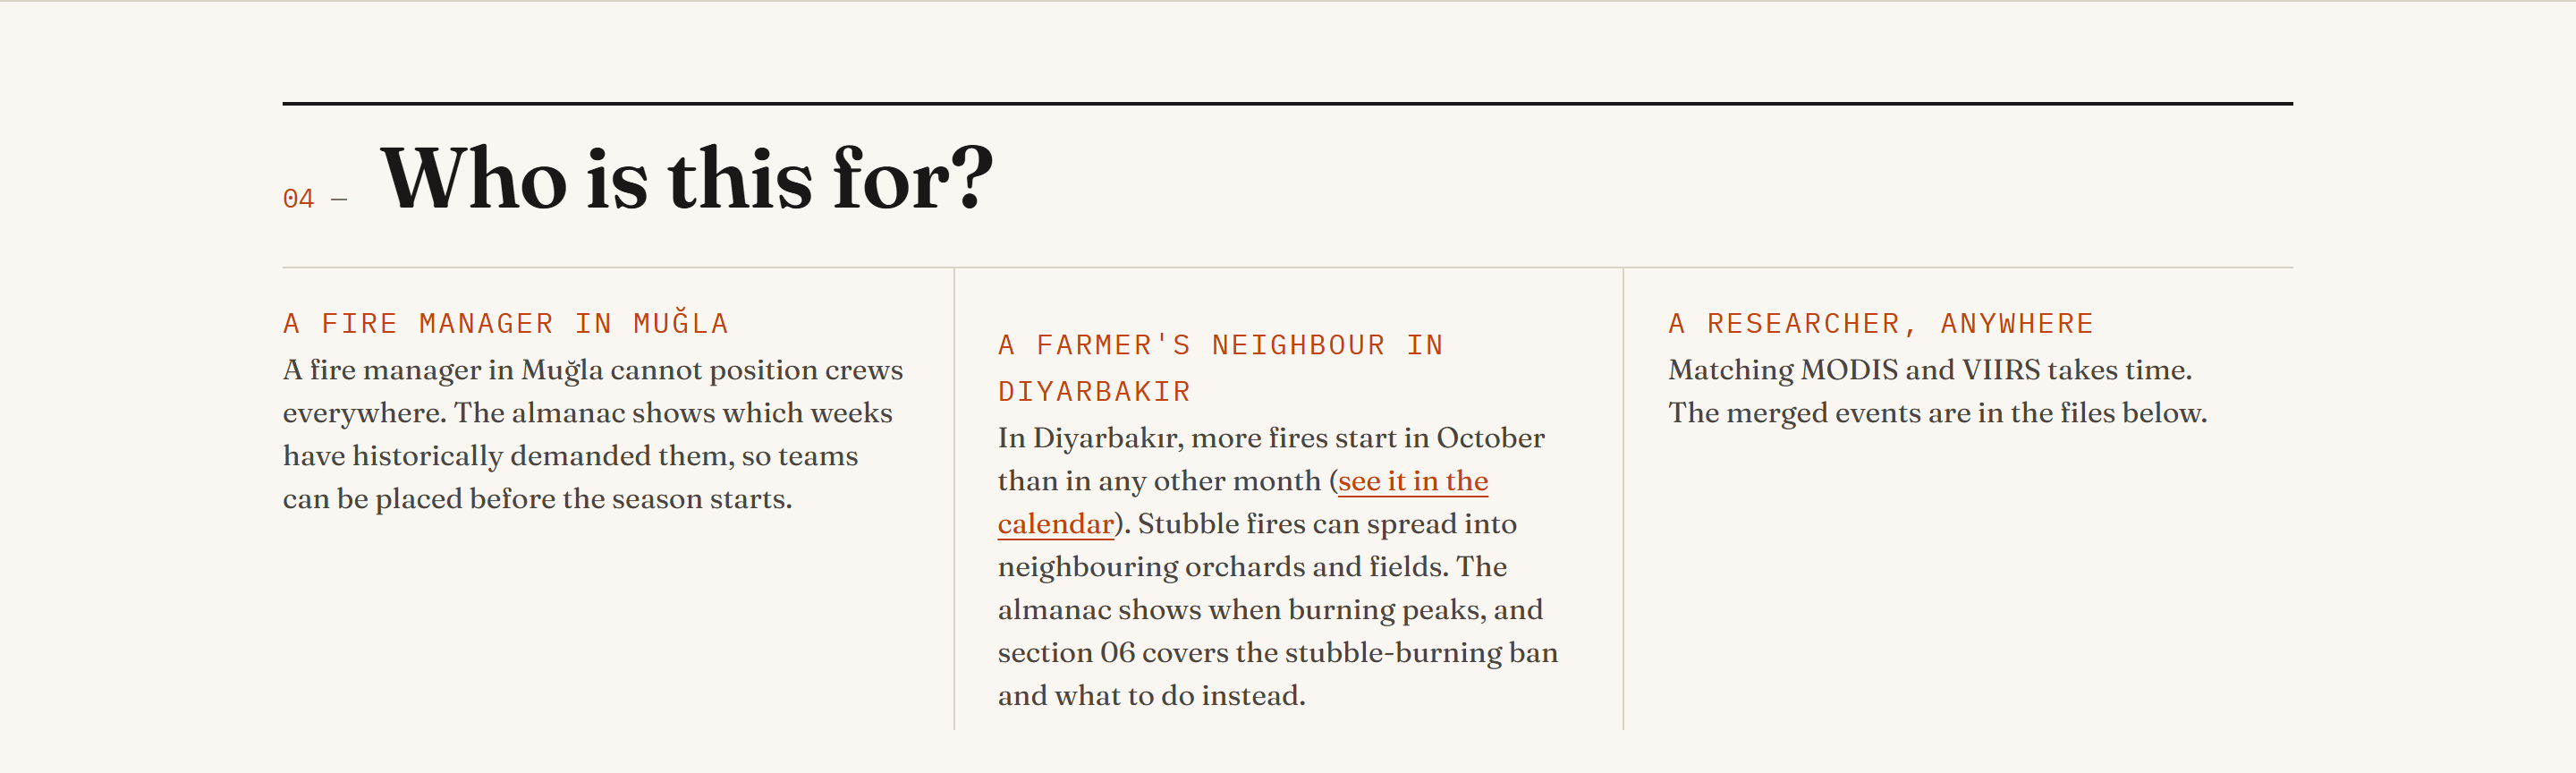 04 — Who is this for?
A FIRE MANAGER IN MUĞLA
A fire manager in Muğla cannot position crews
everywhere. The almanac shows which weeks
have historically demanded them, so teams
can be placed before the season starts.
A FARMER'S NEIGHBOUR IN
DIYARBAKIR
In Diyarbakır, more fires start in October
than in any other month (see it in the
calendar). Stubble fires can spread into
neighbouring orchards and fields. The
almanac shows when burning peaks, and
section 06 covers the stubble-burning ban
and what to do instead.
A RESEARCHER, ANYWHERE
Matching MODIS and VIIRS takes time.
The merged events are in the files below.